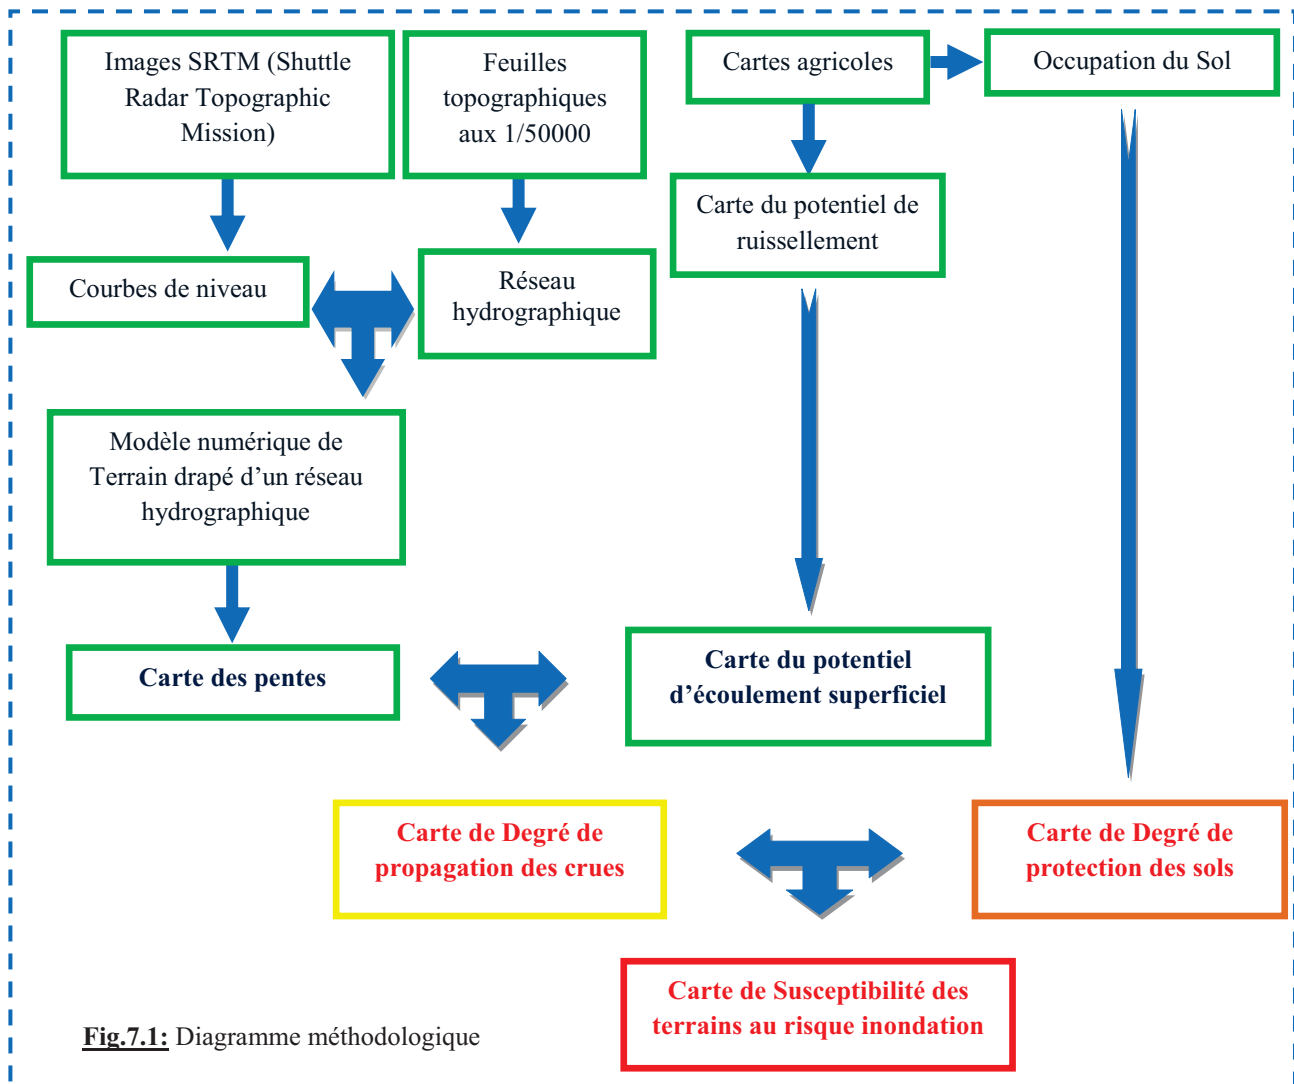 Images SRTM (Shuttle
Radar Topographic
Mission)
Feuilles
topographiques
aux 1/50000
Cartes agricoles
Occupation du Sol
Carte du potentiel de
ruissellement
Courbes de niveau
Réseau
hydrographique
Modèle numérique de
Terrain drapé d’un réseau
hydrographique
Carte des pentes
Carte du potentiel
d’écoulement superficiel
Carte de Degré de
propagation des crues
Carte de Degré de
protection des sols
Carte de Susceptibilité des
terrains au risque inondation
Fig.7.1: Diagramme méthodologique